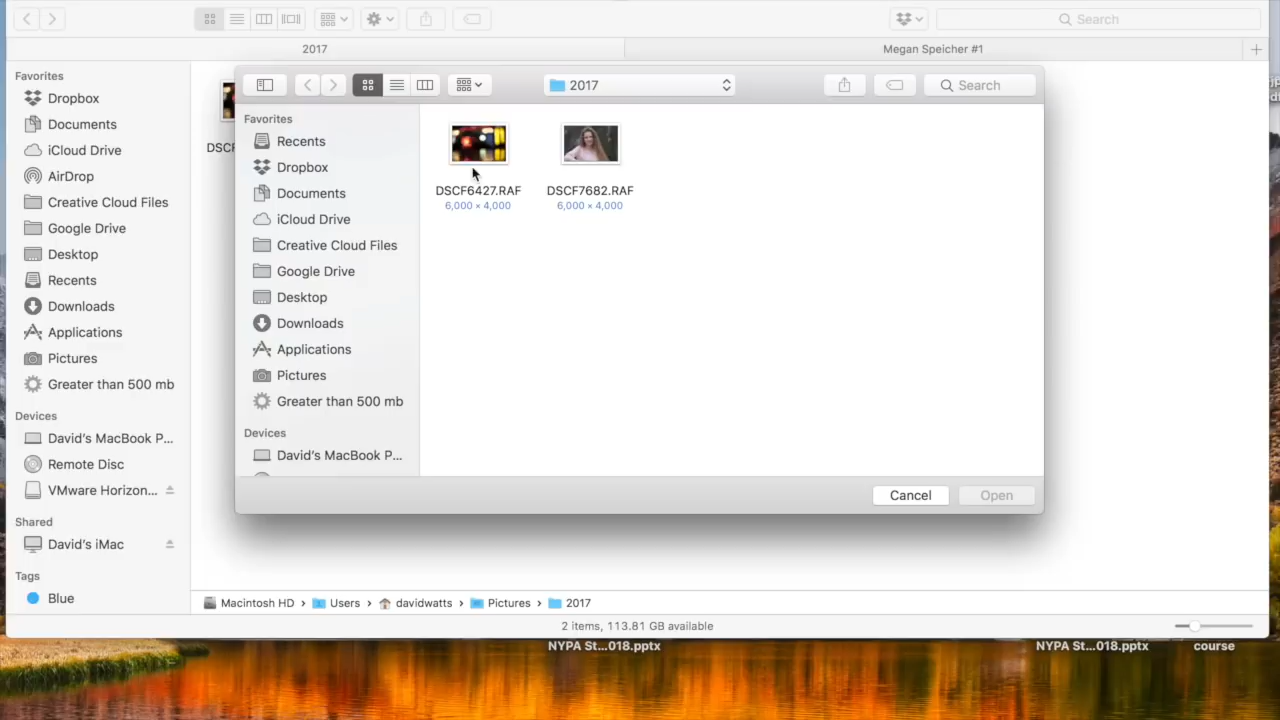 Search
2017
Megan Speicher #1
Favorites
Dropbox
Documents
iCloud Drive
AirDrop
Creative Cloud Files
Google Drive
Desktop
Recents
Downloads
Applications
Pictures
Greater than 500 mb
Devices
David's MacBook P...
Remote Disc
VMware Horizon...
Shared
David's iMac
Tags
Blue
DSCF
2017
Search
Favorites
Recents
Dropbox
Documents
iCloud Drive
Creative Cloud Files
Google Drive
Desktop
Downloads
Applications
Pictures
Greater than 500 mb
Devices
David's MacBook P...
DSCF6427.RAF
6,000 × 4,000
DSCF7682.RAF
6,000 × 4,000
Cancel
Open
Macintosh HD › Users › davidwatts › Pictures › 2017
2 items, 113.81 GB available
NYPA St...018.pptx
NYPA St...018.pptx
course